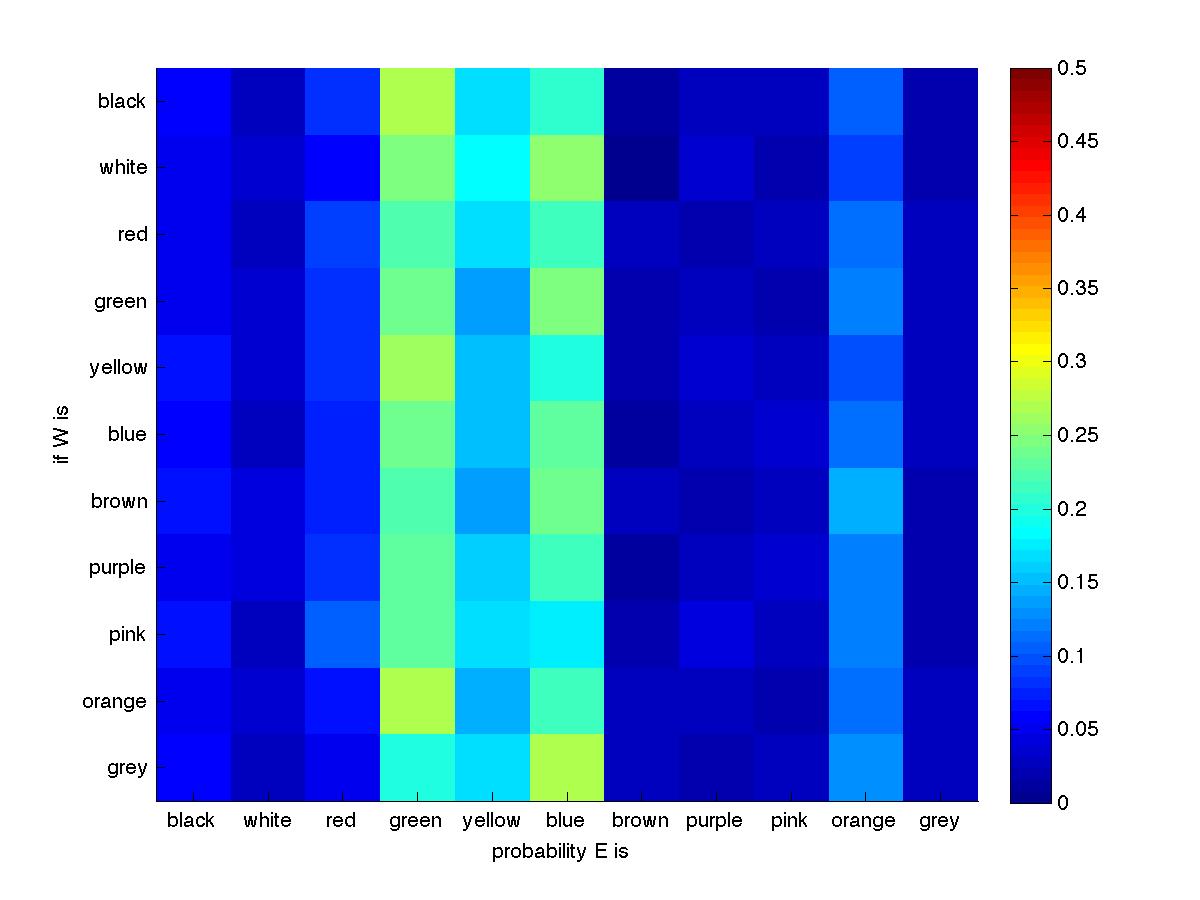 0.5
black
0.45
white
0.4
red
0.35
green
0.3
yellow
0.25
if W is
blue
0.2
brown
0.15
purple
0.1
pink
0.05
orange
grey
0
black white red green yellow blue brown purple pink orange grey
probability E is